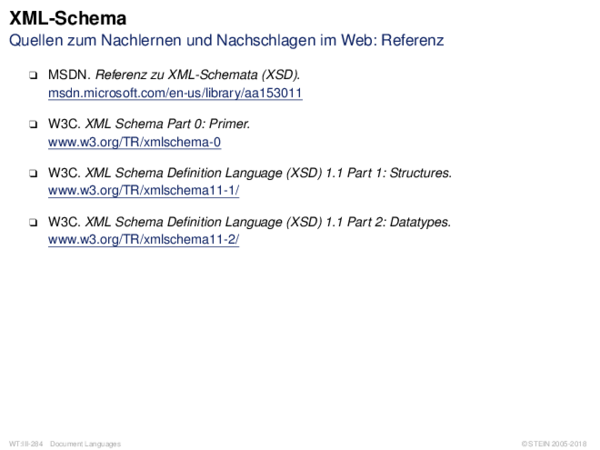 XML-Schema
Quellen zum Nachlernen und Nachschlagen im Web: Referenz
❑ MSDN. Referenz zu XML-Schemata (XSD).
msdn.microsoft.com/en-us/library/aa153011
❑ W3C. XML Schema Part 0: Primer.
www.w3.org/TR/xmlschema-0
❑ W3C. XML Schema Definition Language (XSD) 1.1 Part 1: Structures.
www.w3.org/TR/xmlschema11-1/
❑ W3C. XML Schema Definition Language (XSD) 1.1 Part 2: Datatypes.
www.w3.org/TR/xmlschema11-2/
WT:III-284 Document Languages
© STEIN 2005-2018